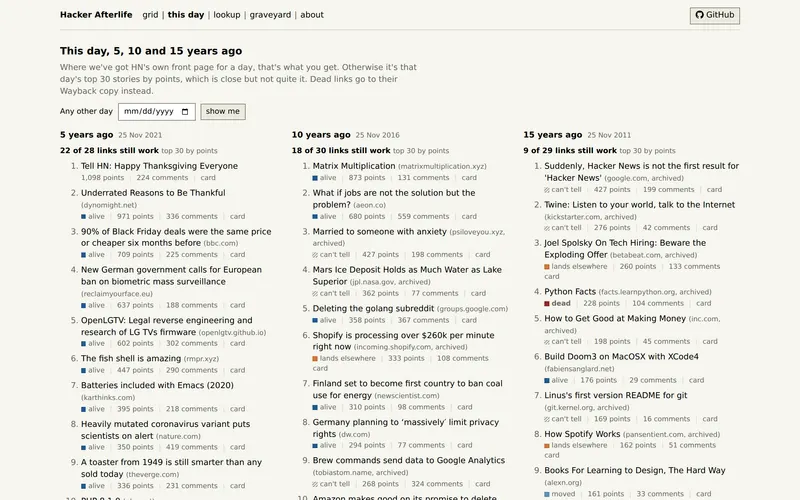 Hacker Afterlife grid | this day | lookup | graveyard | about
GitHub
This day, 5, 10 and 15 years ago
Where we've got HN's own front page for a day, that's what you get. Otherwise it's that
day's top 30 stories by points, which is close but not quite it. Dead links go to their
Wayback copy instead.
Any other day mm/dd/yyyy show me
5 years ago 25 Nov 2021
22 of 28 links still work top 30 by points
1. Tell HN: Happy Thanksgiving Everyone
1,098 points | 224 comments | card
2. Underrated Reasons to Be Thankful
(dynomight.net)
alive | 971 points | 336 comments | card
3. 90% of Black Friday deals were the same price
or cheaper six months before (bbc.com)
alive | 709 points | 225 comments | card
4. New German government calls for European
ban on biometric mass surveillance
(reclaimyourface.eu)
alive | 637 points | 188 comments | card
5. OpenLGTV: Legal reverse engineering and
research of LG TVs firmware (openlgtv.github.io)
alive | 602 points | 302 comments | card
6. The fish shell is amazing (rmpr.xyz)
alive | 447 points | 290 comments | card
7. Batteries included with Emacs (2020)
(karthinks.com)
alive | 395 points | 218 comments | card
8. Heavily mutated coronavirus variant puts
scientists on alert (nature.com)
alive | 350 points | 419 comments | card
9. A toaster from 1949 is still smarter than any
sold today (theverge.com)
alive | 336 points | 231 comments | card
10 years ago 25 Nov 2016
18 of 30 links still work top 30 by points
1. Matrix Multiplication (matrixmultiplication.xyz)
alive | 873 points | 131 comments | card
2. What if jobs are not the solution but the
problem? (aeon.co)
alive | 680 points | 559 comments | card
3. Married to someone with anxiety (psiloveyou.xyz,
archived)
can't tell | 427 points | 198 comments | card
4. Mars Ice Deposit Holds as Much Water as Lake
Superior (jpl.nasa.gov, archived)
can't tell | 362 points | 77 comments | card
5. Deleting the golang subreddit (groups.google.com)
alive | 358 points | 367 comments | card
6. Shopify is processing over $260k per minute
right now (incoming.shopify.com, archived)
lands elsewhere | 333 points | 108 comments
card
7. Finland set to become first country to ban coal
use for energy (newscientist.com)
alive | 310 points | 98 comments | card
8. Germany planning to 'massively' limit privacy
rights (dw.com)
alive | 294 points | 77 comments | card
9. Brew commands send data to Google Analytics
(tobiastom.name, archived)
can't tell | 268 points | 324 comments | card
10. Amazon makes good on its promise to delete
15 years ago 25 Nov 2011
9 of 29 links still work top 30 by points
1. Suddenly, Hacker News is not the first result for
'Hacker News' (google.com, archived)
can't tell | 427 points | 199 comments | card
2. Twine: Listen to your world, talk to the Internet
(kickstarter.com, archived)
can't tell | 276 points | 42 comments | card
3. Joel Spolsky On Tech Hiring: Beware the
Exploding Offer (betabeat.com, archived)
lands elsewhere | 260 points | 133 comments
card
4. Python Facts (facts.learnpython.org, archived)
dead | 228 points | 104 comments | card
5. How to Get Good at Making Money (inc.com,
archived)
can't tell | 198 points | 45 comments | card
6. Build Doom3 on MacOSX with XCode4
(fabiensanglard.net)
alive | 176 points | 29 comments | card
7. Linus's first version README for git
(git.kernel.org, archived)
can't tell | 169 points | 16 comments | card
8. How Spotify Works (pansentient.com, archived)
lands elsewhere | 162 points | 51 comments
card
9. Books For Learning to Design, The Hard Way
(alexn.org)
moved | 161 points | 33 comments | card